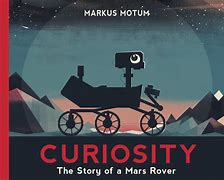 MARKUS MOTUM
CURIOSITY
The Story of a Mars Rover